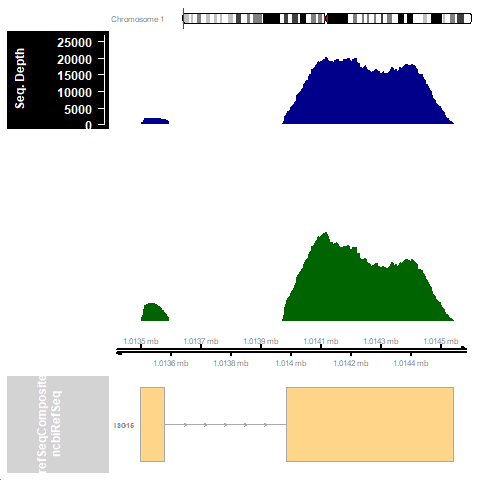 Chromosome 1
Seq. Depth
25000
20000
15000
10000
5000
0
1.0135 mb
1.0137 mb
1.0139 mb
1.0141 mb
1.0143 mb
1.0145 mb
1.0136 mb
1.0138 mb
1.014 mb
1.0142 mb
1.0144 mb
refSeqComposite
ncbiRefSeq
ISG15